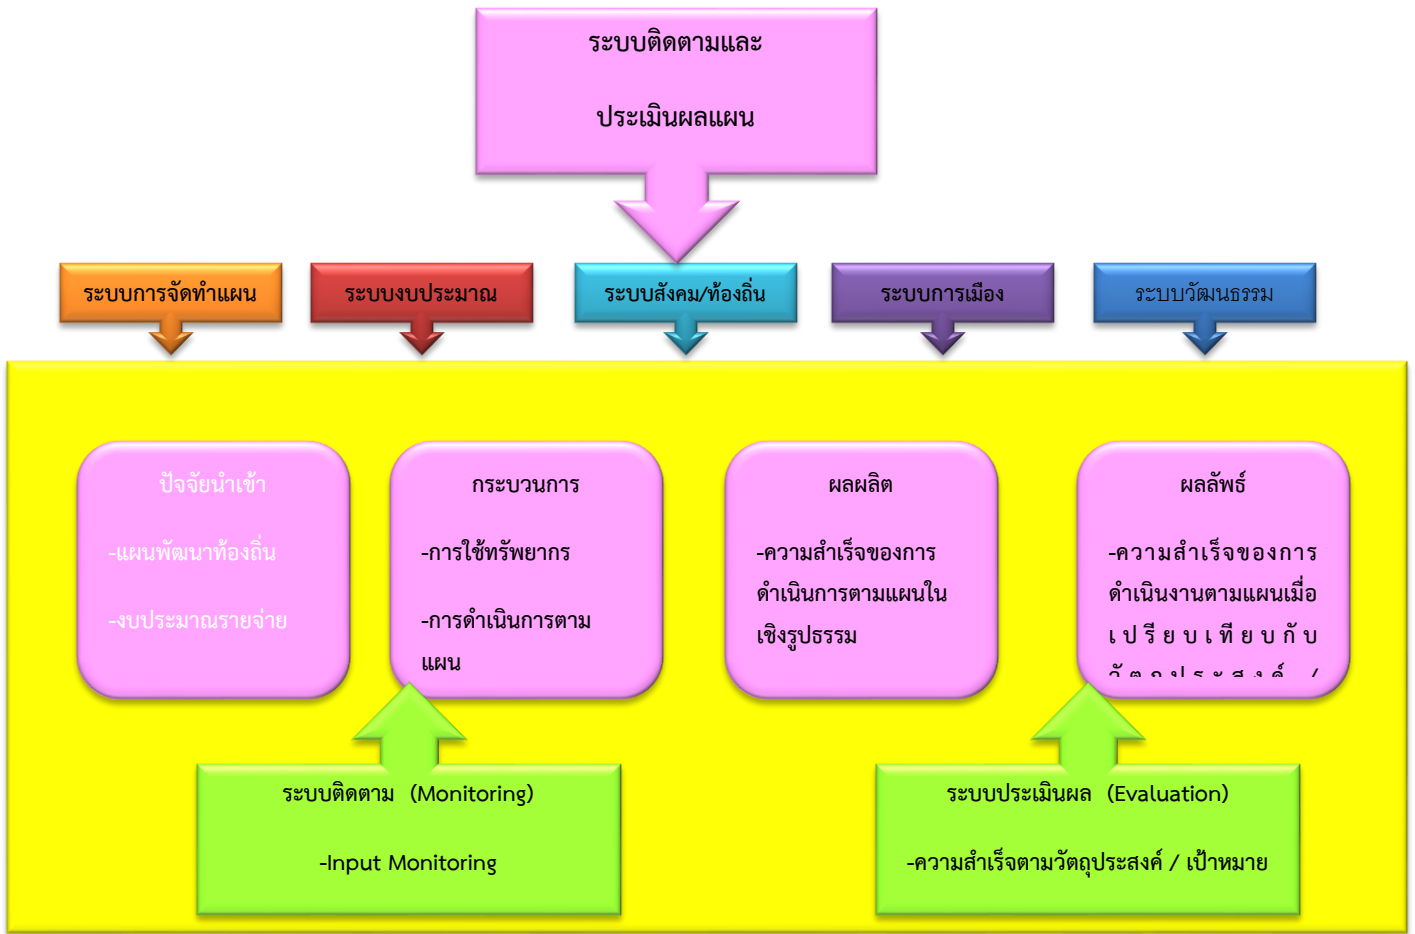 ระบบติดตามและ
ประเมินผลแผน
ระบบการจัดทำแผน
ระบบงบประมาณ
ระบบสังคม/ท้องถิ่น
ระบบการเมือง
ระบบวัฒนธรรม
ปัจจัยนำเข้า
-แผนพัฒนาท้องถิ่น
-งบประมาณรายจ่าย
กระบวนการ
-การใช้ทรัพยากร
-การดำเนินการตาม
แผน
ผลผลิต
-ความสำเร็จของการ
ดำเนินการตามแผนใน
เชิงรูปธรรม
ผลลัพธ์
-ความสำเร็จของการ
ดำเนินงานตามแผนเมื่อ
เปรียบเทียบกับ
วัตถุประสงค์ /
ระบบติดตาม (Monitoring)
-Input Monitoring
ระบบประเมินผล (Evaluation)
-ความสำเร็จตามวัตถุประสงค์ / เป้าหมาย